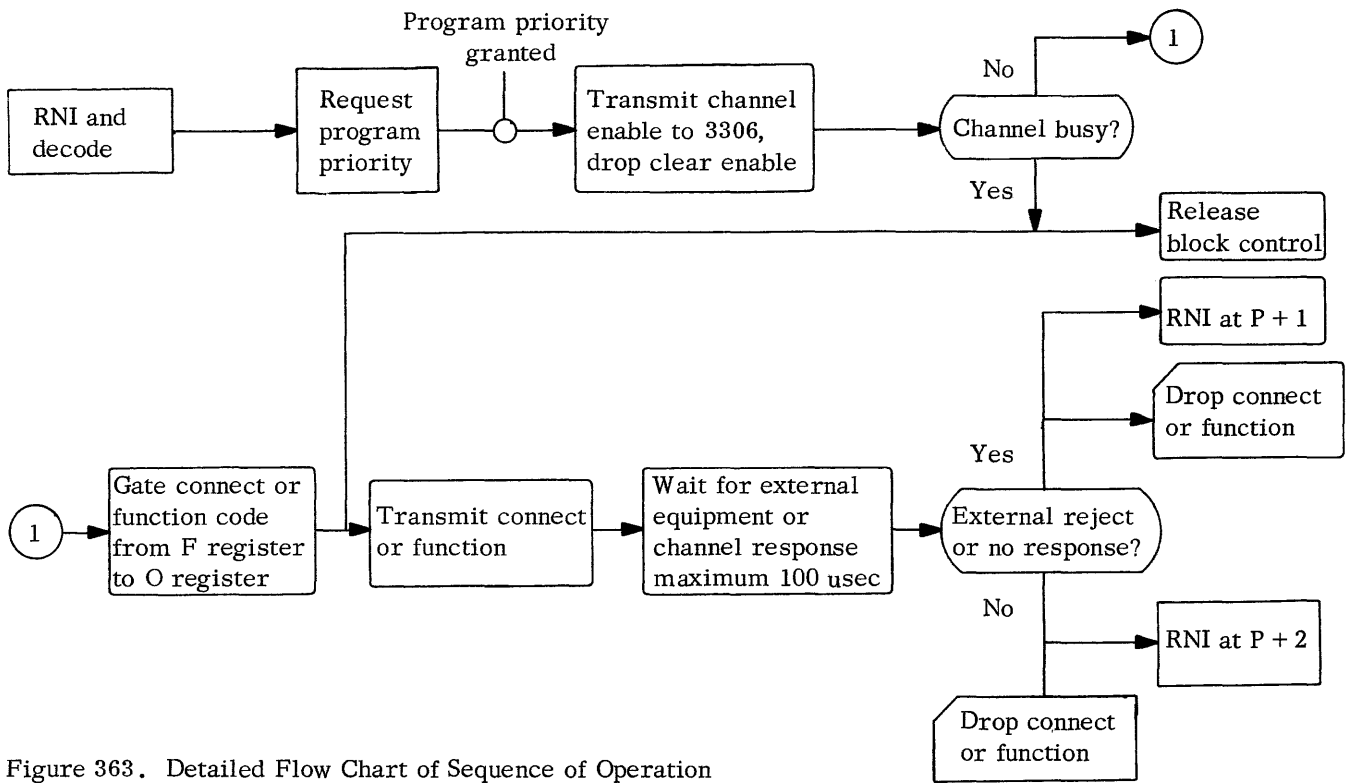 Program priority
granted
1
No
RNI and
decode
Request
program
priority
Transmit channel
enable to 3306,
drop clear enable
Channel busy?
Yes
Release
block control
RNI at P + 1
Drop connect
or function
Yes
1
Gate connect or
function code
from F register
to O register
Transmit connect
or function
Wait for external
equipment or
channel response
maximum 100 usec
External reject
or no response?
No
RNI at P + 2
Drop connect
or function
Figure 363. Detailed Flow Chart of Sequence of Operation